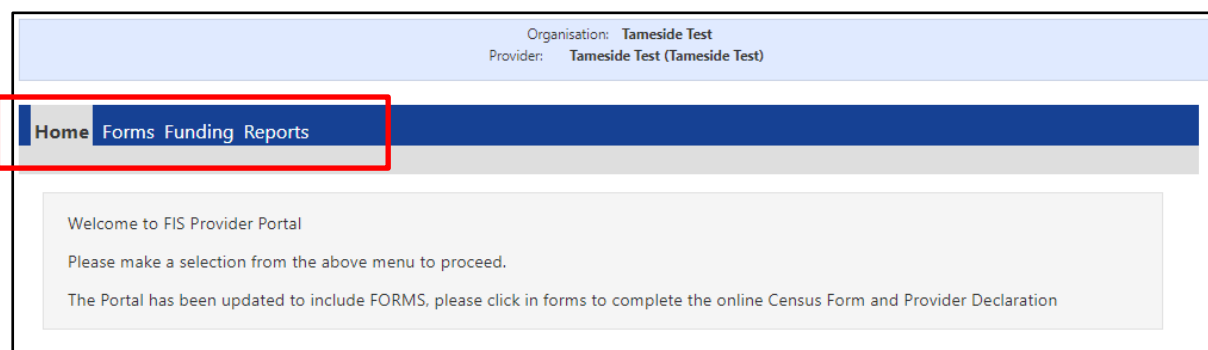 Organisation: Tameside Test
Provider: Tameside Test (Tameside Test)
Home Forms Funding Reports
Welcome to FIS Provider Portal
Please make a selection from the above menu to proceed.
The Portal has been updated to include FORMS, please click in forms to complete the online Census Form and Provider Declaration